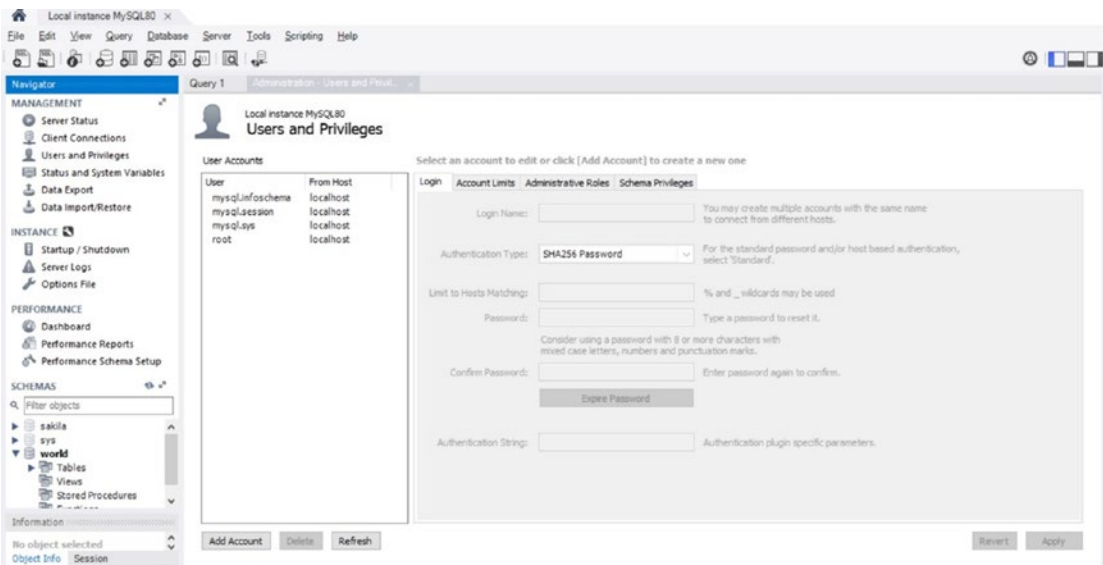 Local instance MySQL80 ×
File Edit View Query Database Server Tools Scripting Help
Navigator
MANAGEMENT
Server Status
Client Connections
Users and Privileges
Status and System Variables
Data Export
Data Import/Restore
INSTANCE
Startup / Shutdown
Server Logs
Options File
PERFORMANCE
Dashboard
Performance Reports
Performance Schema Setup
SCHEMAS
Filter objects
sakila
sys
world
Tables
Views
Stored Procedures
Functions
Information
No object selected
Object Info Session
Query 1 Administration - Users and Privil... ×
Local instance MySQL80
Users and Privileges
User Accounts
User From Host
mysql.infoschema localhost
mysql.session localhost
mysql.sys localhost
root localhost
Add Account Delete Refresh
Select an account to edit or click [Add Account] to create a new one
Login Account Limits Administrative Roles Schema Privileges
Login Name: You may create multiple accounts with the same name
to connect from different hosts.
Authentication Type: SHA256 Password For the standard password and/or host based authentication,
select 'Standard'.
Limit to Hosts Matching: % and _ wildcards may be used
Password: Type a password to reset it.
Consider using a password with 8 or more characters with
mixed case letters, numbers and punctuation marks.
Confirm Password: Enter password again to confirm.
Expire Password
Authentication String: Authentication plugin specific parameters.
Revert Apply